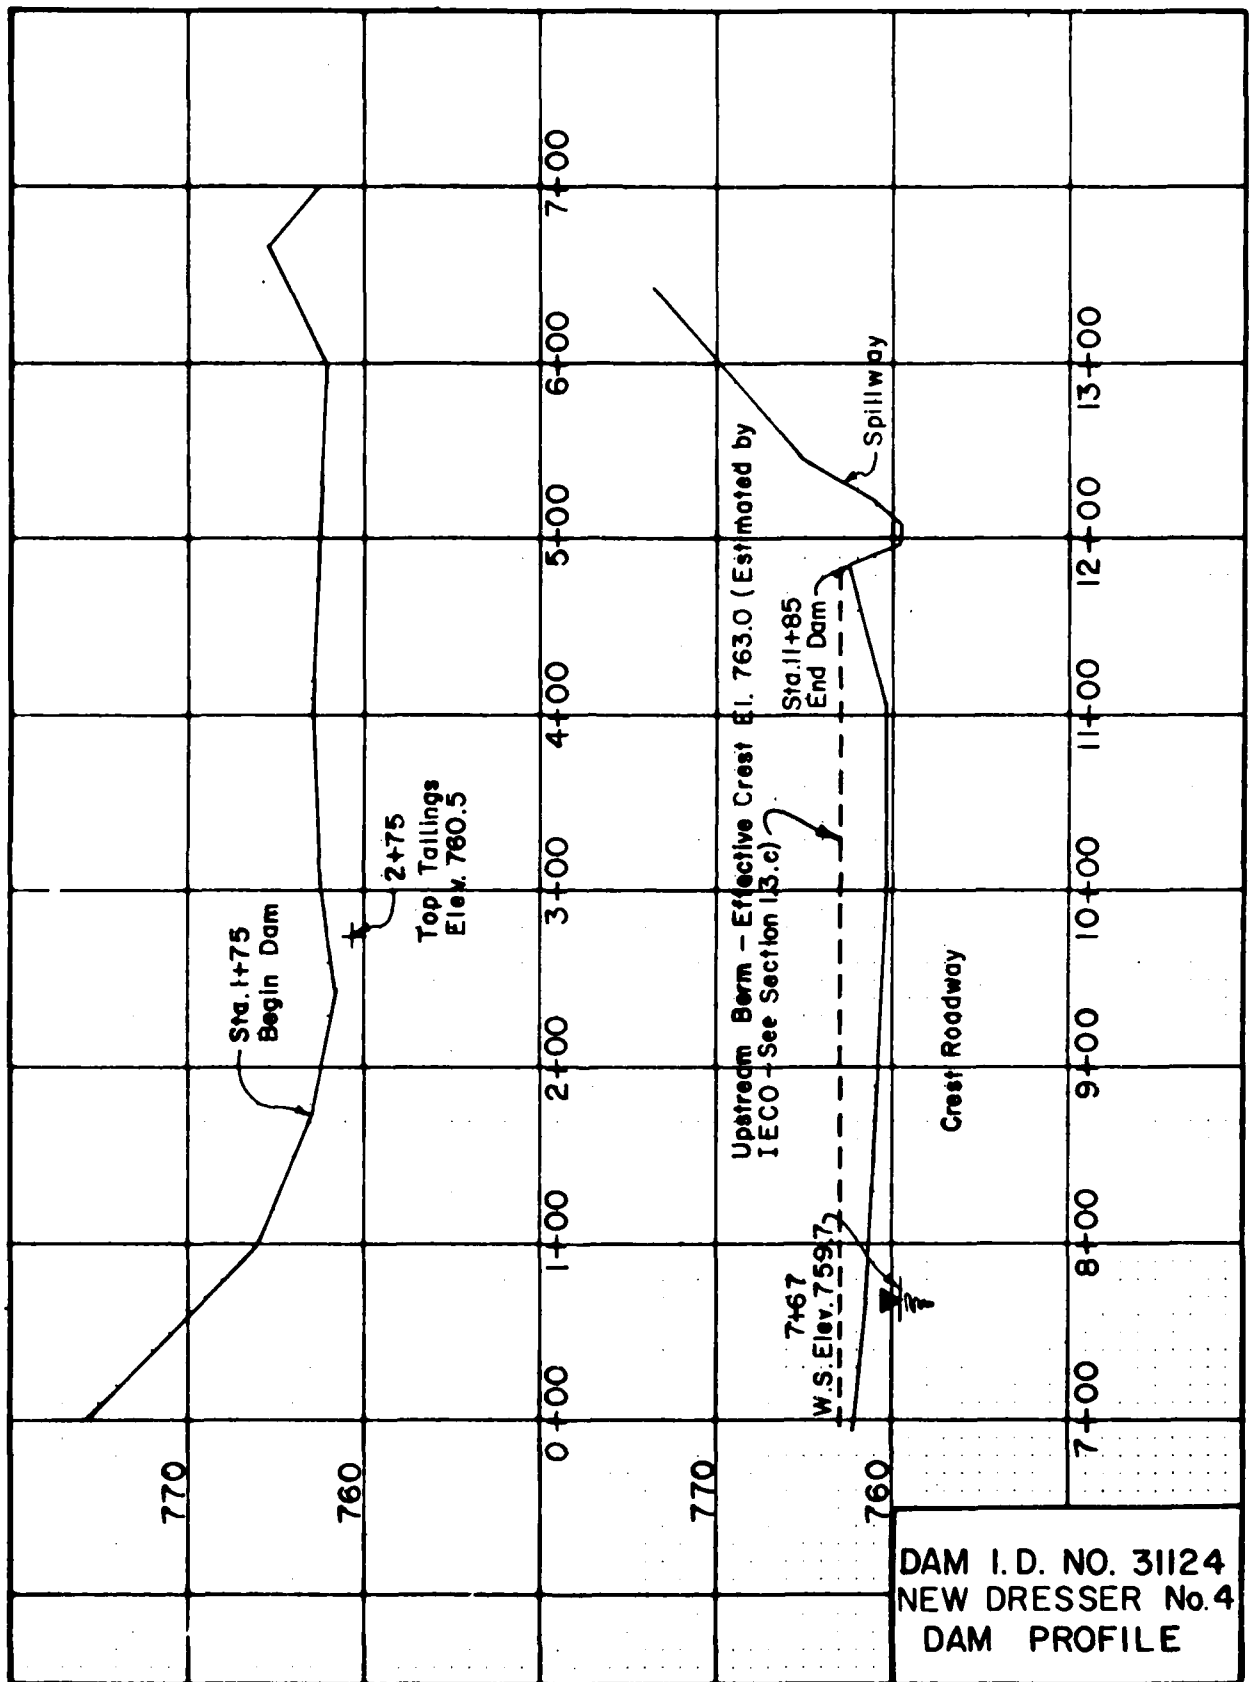 770
760
0+00
1+00
2+00
3+00
4+00
5+00
6+00
7+00
Sta. 1+75
Begin Dam
2+75
Top Tailings
Elev. 760.5
770
760
7+00
8+00
9+00
10+00
11+00
12+00
13+00
Upstream Berm - Effective Crest El. 763.0 (Estimated by
IECO - See Section 1.3.c)
7+67
W.S. Elev. 759.7
Sta. 11+85
End Dam
Spillway
Crest Roadway
DAM I.D. NO. 31124
NEW DRESSER No. 4
DAM PROFILE